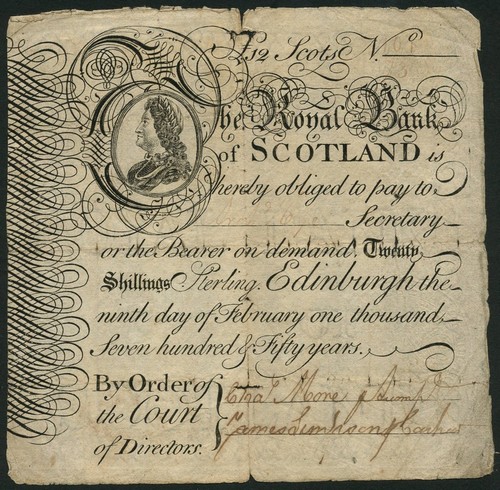 £12 Scots N.º
The Royal Bank
of SCOTLAND is
hereby obliged to pay to
Secretary
or the Bearer on demand Twenty
Shillings Sterling. Edinburgh the
ninth day of February one thousand
Seven hundred & Fifty years.
By Order of
the Court
of Directors.
More
James